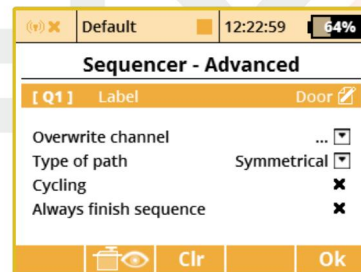 Default 12:22:59 64%
Sequencer - Advanced
[ Q1 ] Label Door
Overwrite channel ...
Type of path Symmetrical
Cycling
Always finish sequence
Clr Ok